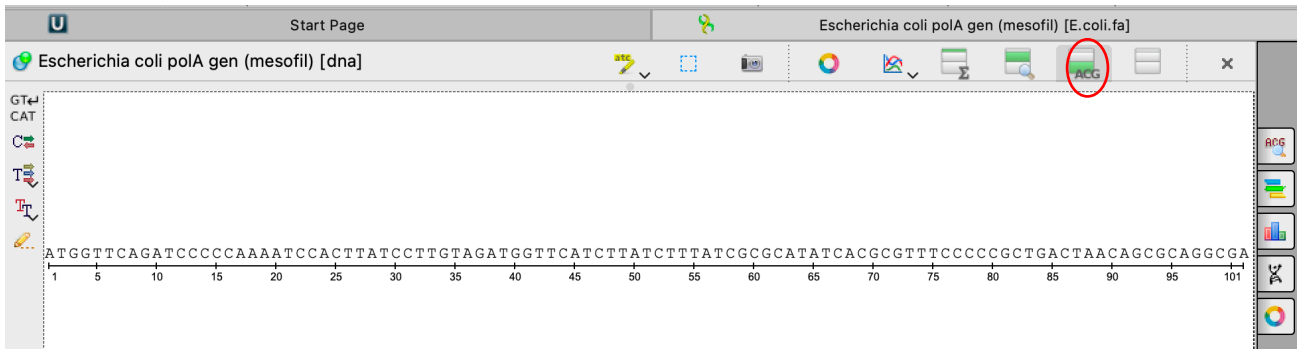 U
Start Page
Escherichia coli polA gen (mesofil) [E.coli.fa]
Escherichia coli polA gen (mesofil) [dna]
atc
Σ
ACG
×
GT↵
CAT
C
T
TT
ACG
ATGGTTCAGATCCCCCAAAATCCACTTATCCTTGTAGATGGTTCATCTTATCTTTATCGCGCATATCACGCGTTTCCCCCGCTGACTAACAGCGCAGGCGA
1 5 10 15 20 25 30 35 40 45 50 55 60 65 70 75 80 85 90 95 101